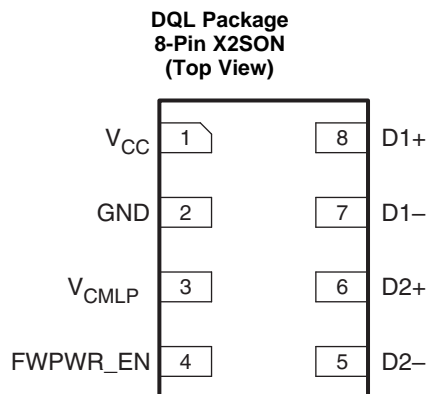 DQL Package
8-Pin X2SON
(Top View)
VCC 1 8 D1+
GND 2 7 D1–
VCMLP 3 6 D2+
FWPWR_EN 4 5 D2–